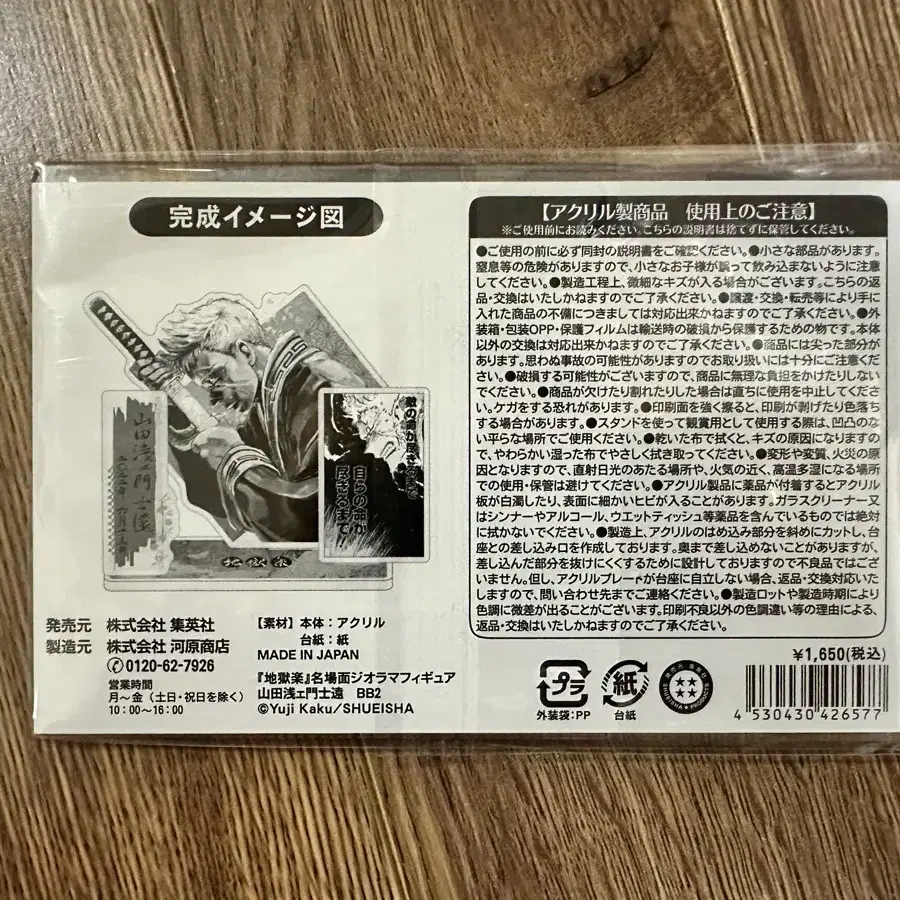 完成イメージ図
山田浅ェ門士遠
自らの命が
尽きるまで
地獄楽
発売元 株式会社 集英社
製造元 株式会社 河原商店
0120-62-7926
営業時間
月〜金（土日・祝日を除く）
10：00〜16：00
【素材】本体：アクリル
台紙：紙
MADE IN JAPAN
『地獄楽』名場面ジオラマフィギュア
山田浅ェ門士遠 BB2
©Yuji Kaku/SHUEISHA
【アクリル製商品 使用上のご注意】
※ご使用前にお読みください。こちらの説明書は捨てずに保管してください。
●ご使用の前に必ず同封の説明書をご確認ください。●小さな部品があります。
窒息等の危険がありますので、小さなお子様が誤って飲み込まないように注意
してください。●製造工程上、微細なキズが入る場合がございます。こちらの返
品・交換はいたしかねますのでご了承ください。●譲渡・交換・転売等により手に
入れた商品の不備につきましては対応出来かねますのでご了承ください。●外
装箱・包装OPP・保護フィルムは輸送時の破損から保護するための物です。本体
以外の交換は致しかねますのでご了承ください。●商品には尖った部分が
あります。思わぬ事故の可能性がありますのでお取り扱いには十分にご注意くだ
さい。●破損する可能性がございますので、商品に無理な負担をかけたりしない
でください。●商品が欠けたり割れたりした場合は直ちに使用を中止してくださ
い。ケガをする恐れがあります。●印刷面を強く擦ると、印刷が剥げたり色落ち
する場合があります。●スタンドを使って観賞用として使用する際は、凹凸のな
い平らな場所でご使用ください。●乾いた布で拭くと、キズの原因になりますの
で、やわらかい湿った布でやさしく拭き取ってください。●変形や変質、火災の原
因となりますので、直射日光のあたる場所や、火気の近く、高温多湿になる場所
での使用・保管は避けてください。●アクリル製品に薬品が付着するとアクリル
板が白濁したり、表面に細かいヒビが入ることがあります。ガラスクリーナー又
はシンナーやアルコール、ウエットティッシュ等薬品を含んでいるものでは絶対
に拭かないでください。●製造上、アクリルのはめ込み部分を斜めにカットし、台
座との差し込み口を作成しております。奥まで差し込めないことがありますが、
差し込んだ部分を抜けにくくするために設計しておりますので不良品ではござ
いません。但し、アクリルプレートが台座に自立しない場合、返品・交換対応いた
しますので、問い合わせ先までご連絡ください。●製造ロットや製造時期により
色調に微差が出ることがございます。印刷不良以外の色調違い等の理由による、
返品・交換はいたしかねますのでご了承ください。
¥1,650(税込)
プラ
外装袋：PP
紙
台紙
4 530430 426577